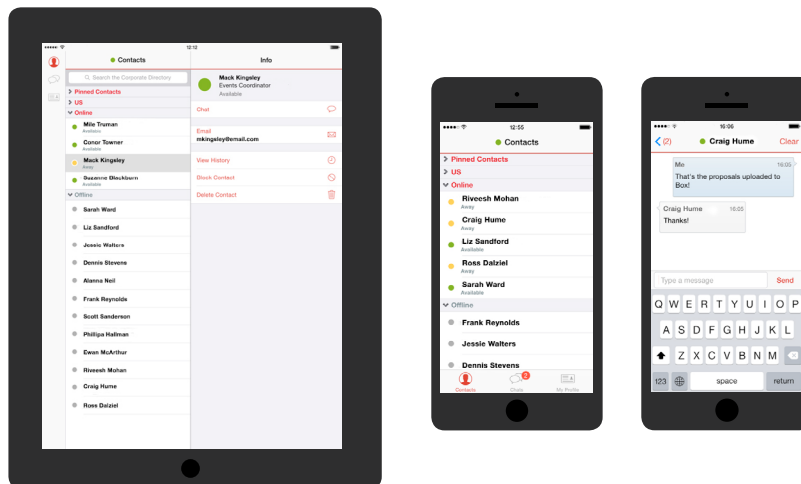 12:12
Contacts
Info
Search the Corporate Directory
Pinned Contacts
US
Online
Mile Truman
Available
Conor Towner
Available
Mack Kingsley
Away
Suzanne Blackburn
Available
Offline
Sarah Ward
Liz Sandford
Jessie Walters
Dennis Stevens
Alanna Neil
Frank Reynolds
Scott Sanderson
Phillipa Hallman
Ewan McArthur
Riveesh Mohan
Craig Hume
Ross Dalziel
Mack Kingsley
Events Coordinator
Available
Chat
Email
mkingsley@email.com
View History
Block Contact
Delete Contact
12:55
Contacts
Pinned Contacts
US
Online
Riveesh Mohan
Away
Craig Hume
Away
Liz Sandford
Available
Ross Dalziel
Away
Sarah Ward
Available
Offline
Frank Reynolds
Jessie Walters
Dennis Stevens
2
Contacts
Chats
My Profile
16:06
(2)
Craig Hume
Clear
Me 16:05
That's the proposals uploaded to
Box!
Craig Hume 16:05
Thanks!
Type a message
Send
Q W E R T Y U I O P
A S D F G H J K L
Z X C V B N M
123 space return